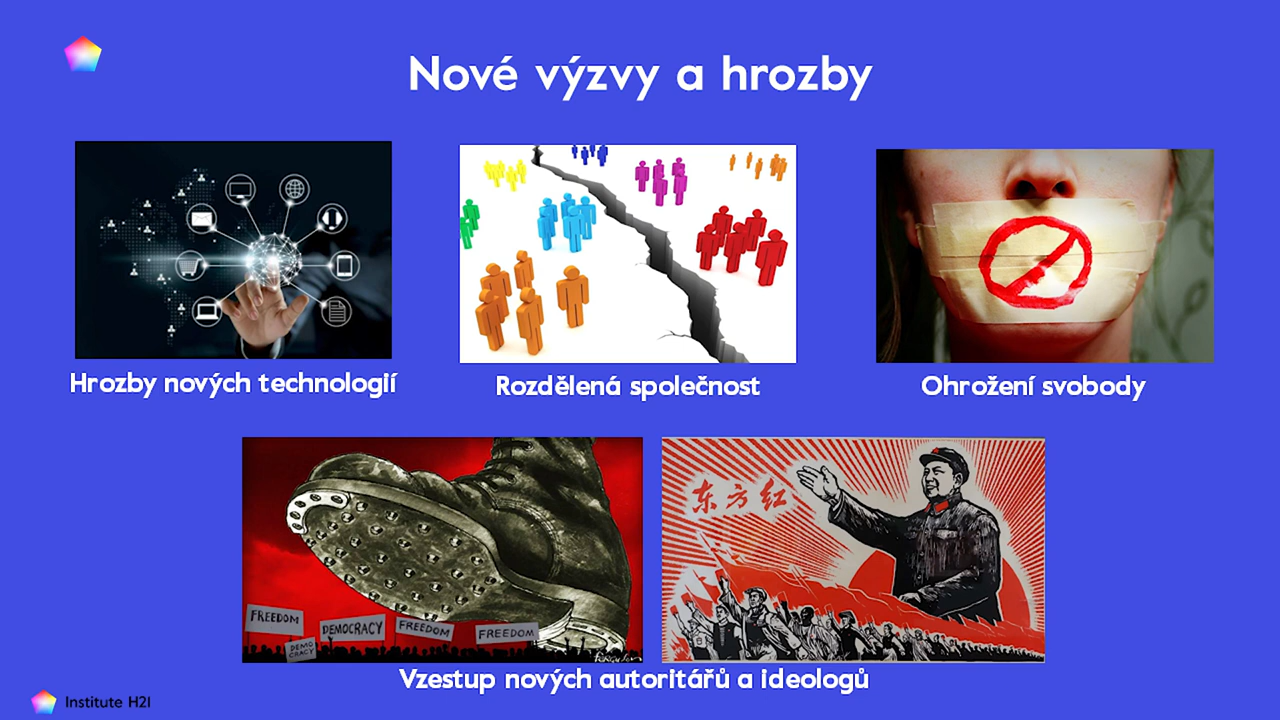 Nové výzvy a hrozby
Hrozby nových technologií
Rozdělená společnost
Ohrožení svobody
FREEDOM
DEMOCRACY
FREEDOM
FREEDOM
DEMO
CRACY
东方红
Vzestup nových autoritářů a ideologů
Institute H21